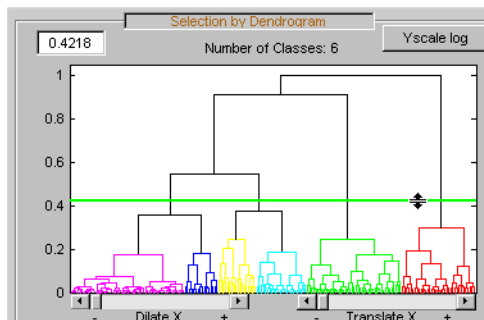 Selection by Dendrogram
0.4218
Number of Classes: 6
Yscale log
1
0.8
0.6
0.4
0.2
0
- Dilate X +
- Translate X +